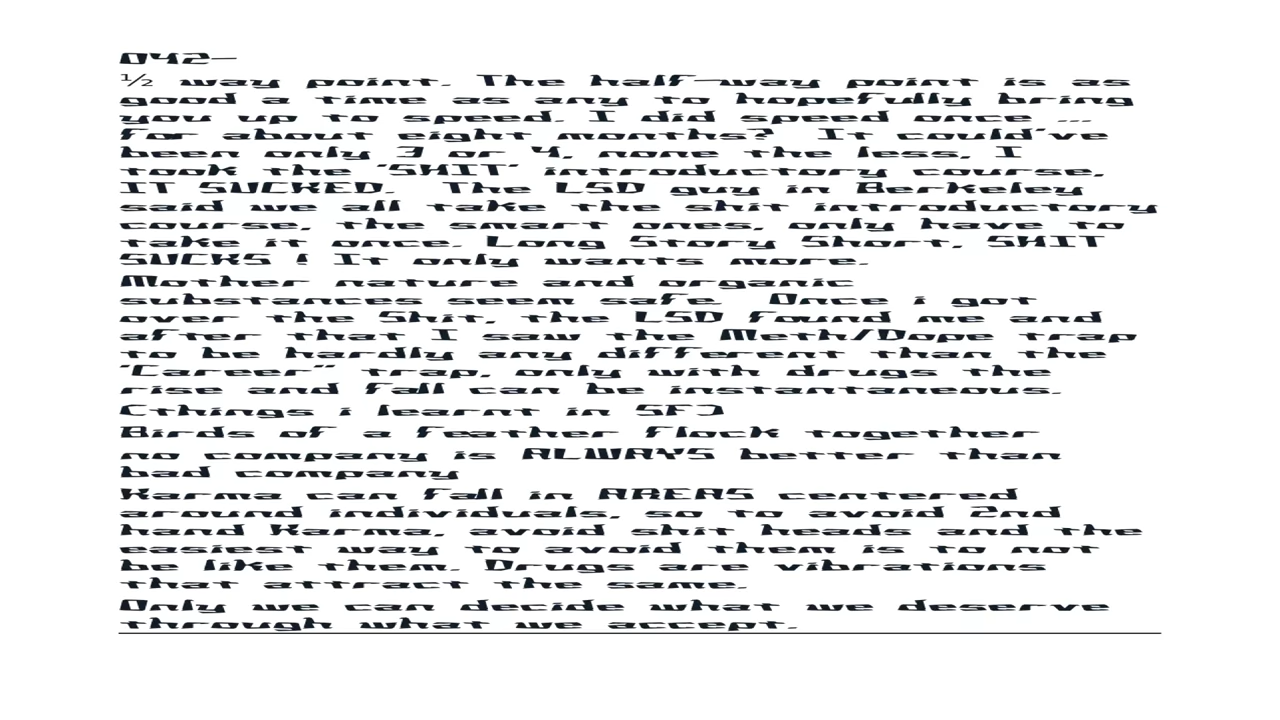 042—
½ way point. The half-way point is as
good a time as any to hopefully bring
you up to speed. I did speed once ...
for about eight months? It could've
been only 3 or 4, none the less, I
took the 'SHIT' introductory course,
IT SUCKED. The LSD guy in Berkeley
said we all take the shit introductory
course, the smart ones, only have to
take it once. Long Story Short, SHIT
SUCKS ! It only wants more.
Mother nature and organic
substances seem safe. Once i got
over the Shit, the LSD found me and
after that I saw the Meth/Dope trap
to be hardly any different than the
"Career" trap, only with drugs the
rise and fall can be instantaneous.
(things i learnt in SF)
Birds of a feather flock together
no company is ALWAYS better than
bad company
Karma can fall in AREAS centered
around individuals, so to avoid 2nd
hand Karma, avoid shit heads and the
easiest way to avoid them is to not
be like them. Drugs are vibrations
that attract the same.
Only we can decide what we deserve
through what we accept.